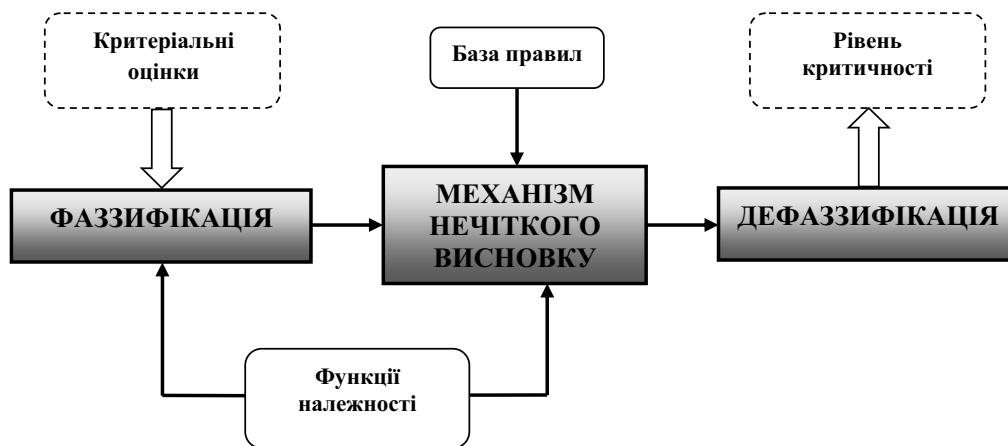 Критеріальні
оцінки
База правил
Рівень
критичності
ФАЗЗИФІКАЦІЯ
МЕХАНІЗМ
НЕЧІТКОГО
ВИСНОВКУ
ДЕФАЗЗИФІКАЦІЯ
Функції
належності